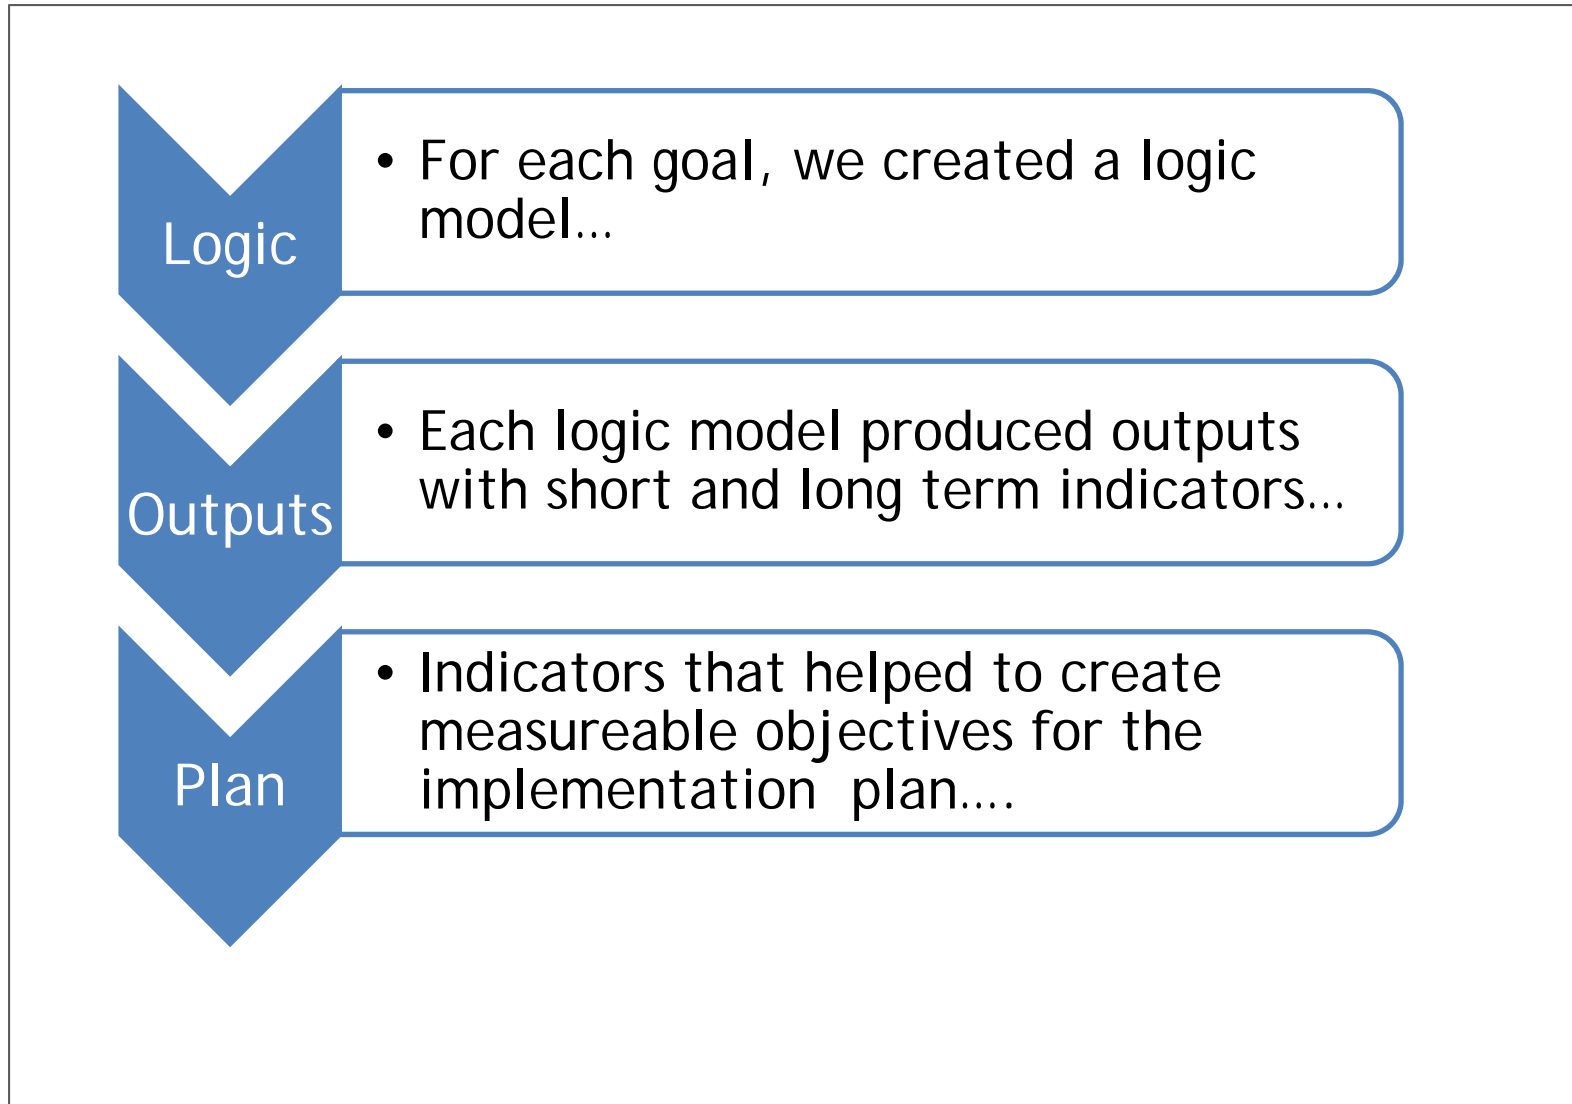 Logic
• For each goal, we created a logic
model...
Outputs
• Each logic model produced outputs
with short and long term indicators...
Plan
• Indicators that helped to create
measureable objectives for the
implementation  plan....